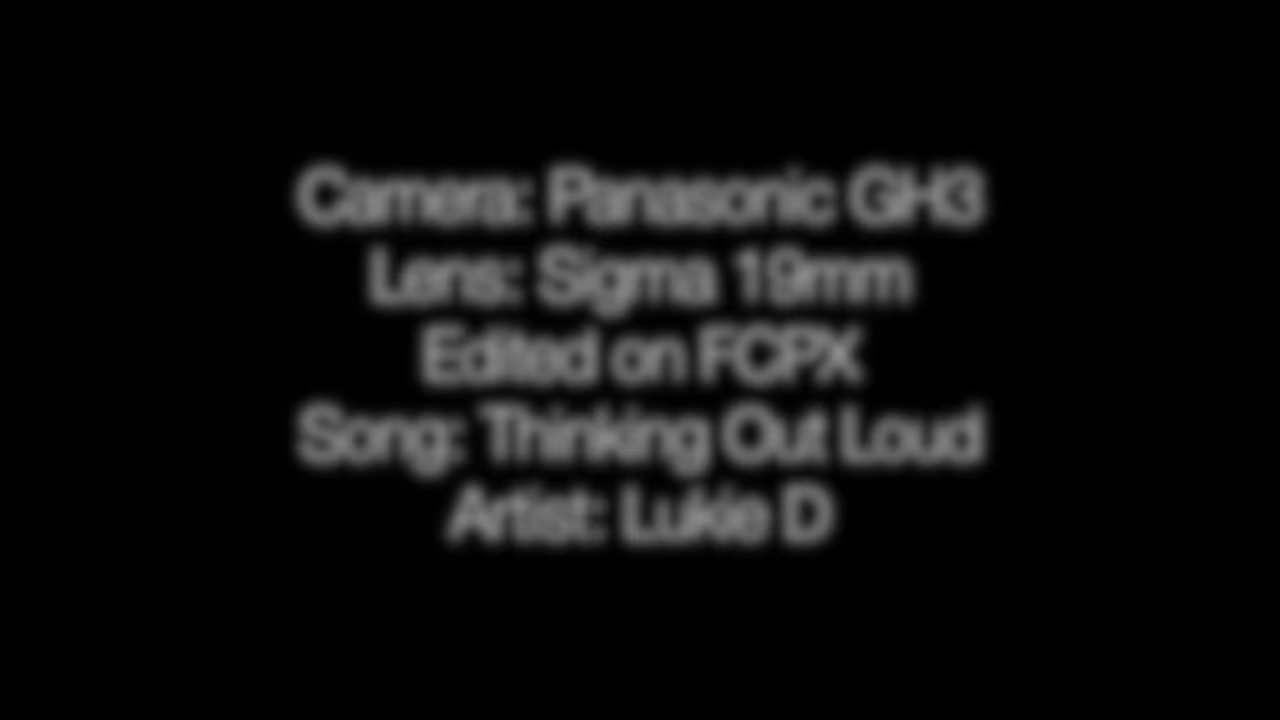 Camera: Panasonic GH3
Lens: Sigma 19mm
Edited on FCPX
Song: Thinking Out Loud
Artist: Lukie D